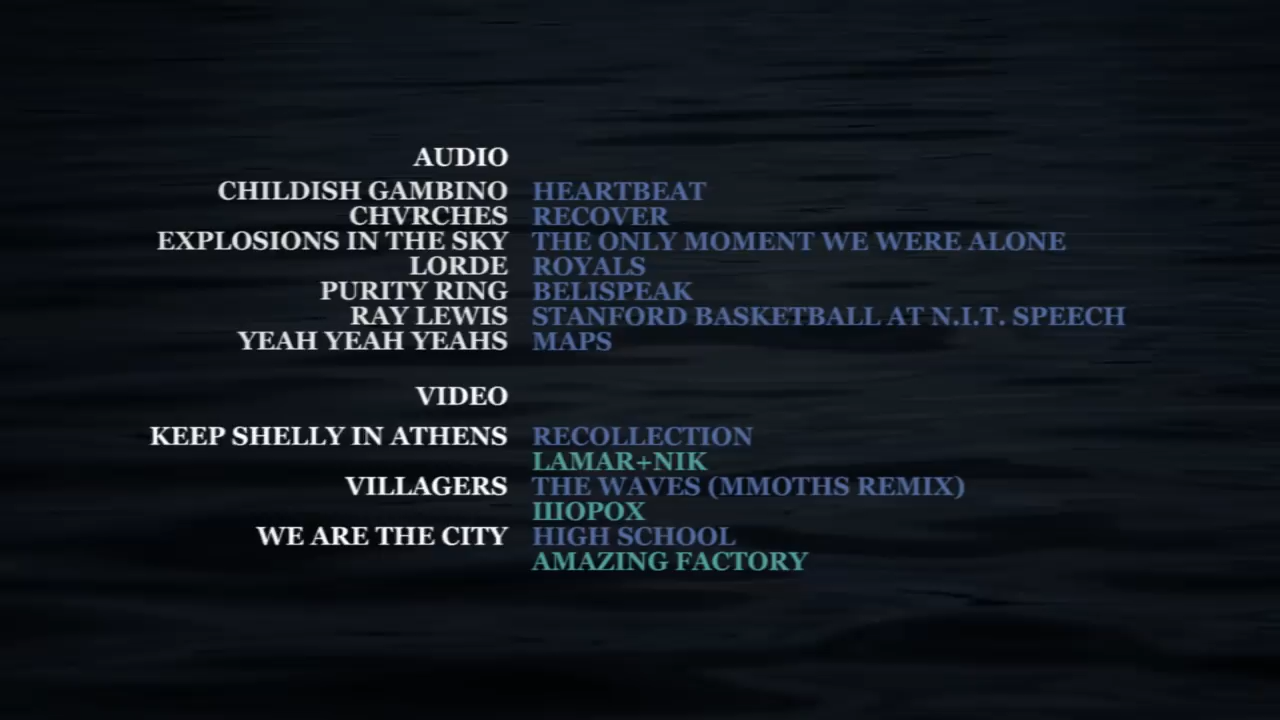 AUDIO
CHILDISH GAMBINO HEARTBEAT
CHVRCHES RECOVER
EXPLOSIONS IN THE SKY THE ONLY MOMENT WE WERE ALONE
LORDE ROYALS
PURITY RING BELISPEAK
RAY LEWIS STANFORD BASKETBALL AT N.I.T. SPEECH
YEAH YEAH YEAHS MAPS
VIDEO
KEEP SHELLY IN ATHENS RECOLLECTION
LAMAR+NIK
VILLAGERS THE WAVES (MMOTHS REMIX)
ШОРОХ
WE ARE THE CITY HIGH SCHOOL
AMAZING FACTORY